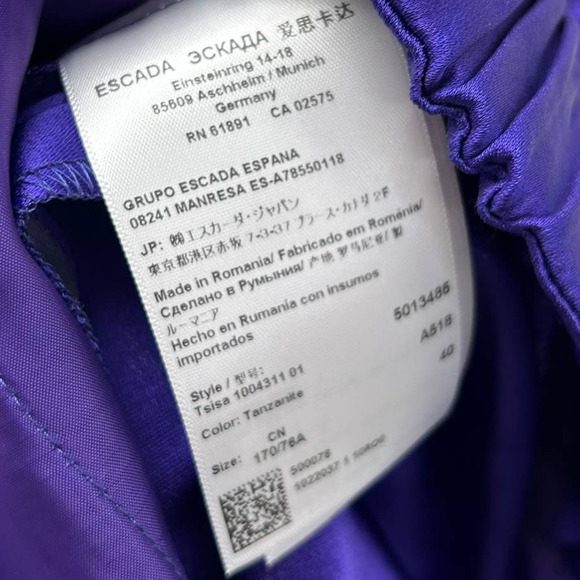 ESCADA ЭСКАДА 爱思卡达
Einsteinring 14-18
85609 Aschheim / Munich
Germany
RN 61891 CA 02575
GRUPO ESCADA ESPANA
08241 MANRESA ES-A78550118
JP: ㈱エスカーダ・ジャパン
東京都港区赤坂 7-3-37 プラース・カナダ 2F
Made in Romania/ Fabricado em Roménia/
Сделано в Румыния/ 产地 罗马尼亚/ 製
ルーマニア
Hecho en Rumania con insumos
importados
5013486
A518
40
Style / 型号:
Tsisa 1004311 01
Color: Tanzanite
CN
Size: 170/76A
500078